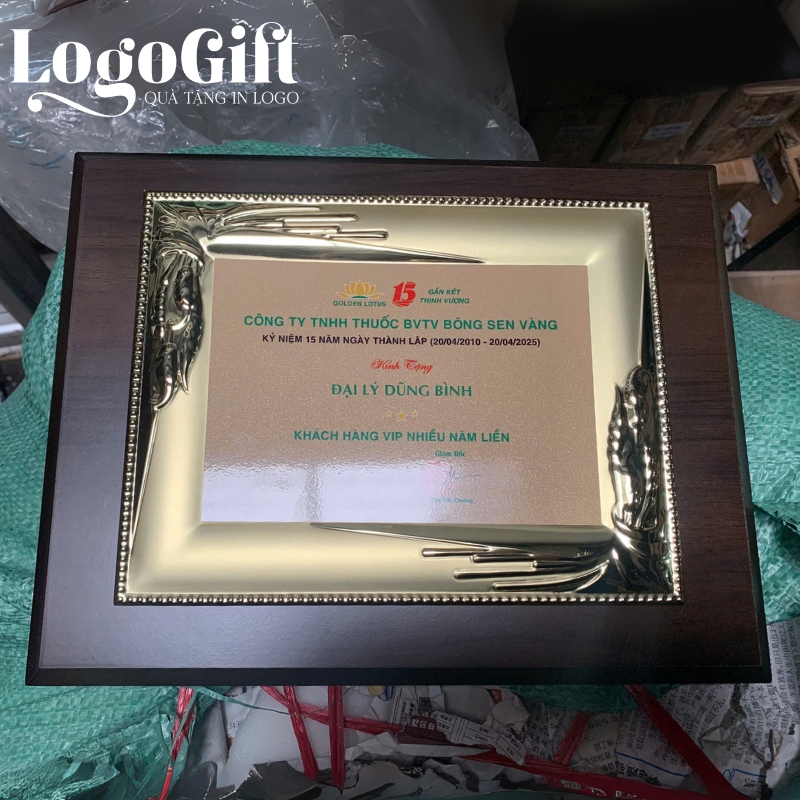 LogoGift
QUÀ TẶNG IN LOGO
GOLDEN LOTUS
15
GẮN KẾT
THỊNH VƯỢNG
CÔNG TY TNHH THUỐC BVTV BÔNG SEN VÀNG
KỶ NIỆM 15 NĂM NGÀY THÀNH LẬP (20/04/2010 - 20/04/2025)
Kính Tặng
ĐẠI LÝ DŨNG BÌNH
KHÁCH HÀNG VIP NHIỀU NĂM LIỀN
Giám Đốc